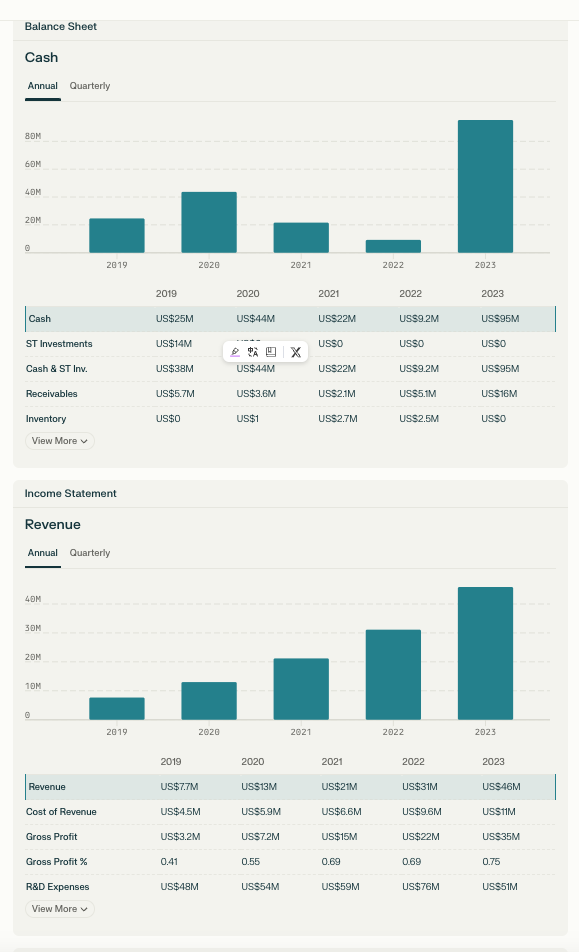 Balance Sheet
Cash
Annual Quarterly
80M
60M
40M
20M
0
2019 2020 2021 2022 2023
2019 2020 2021 2022 2023
Cash US$25M US$44M US$22M US$9.2M US$95M
ST Investments US$14M US$0 US$0 US$0
Cash & ST Inv. US$38M US$44M US$22M US$9.2M US$95M
Receivables US$5.7M US$3.6M US$2.1M US$5.1M US$16M
Inventory US$0 US$1 US$2.7M US$2.5M US$0
View More
Income Statement
Revenue
Annual Quarterly
40M
30M
20M
10M
0
2019 2020 2021 2022 2023
2019 2020 2021 2022 2023
Revenue US$7.7M US$13M US$21M US$31M US$46M
Cost of Revenue US$4.5M US$5.9M US$6.6M US$9.6M US$11M
Gross Profit US$3.2M US$7.2M US$15M US$22M US$35M
Gross Profit % 0.41 0.55 0.69 0.69 0.75
R&D Expenses US$48M US$54M US$59M US$76M US$51M
View More